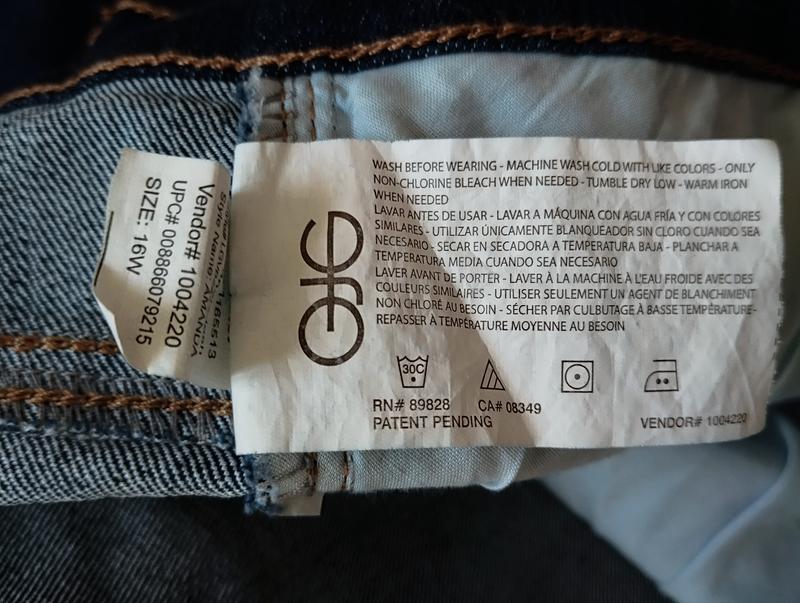 WASH BEFORE WEARING - MACHINE WASH COLD WITH LIKE COLORS - ONLY
NON-CHLORINE BLEACH WHEN NEEDED - TUMBLE DRY LOW - WARM IRON
WHEN NEEDED
LAVAR ANTES DE USAR - LAVAR A MÁQUINA CON AGUA FRÍA Y CON COLORES
SIMILARES - UTILIZAR ÚNICAMENTE BLANQUEADOR SIN CLORO CUANDO SEA
NECESARIO - SECAR EN SECADORA A TEMPERATURA BAJA - PLANCHAR A
TEMPERATURA MEDIA CUANDO SEA NECESARIO
LAVER AVANT DE PORTER - LAVER À LA MACHINE À L'EAU FROIDE AVEC DES
COULEURS SIMILAIRES - UTILISER SEULEMENT UN AGENT DE BLANCHIMENT
NON CHLORÉ AU BESOIN - SÉCHER PAR CULBUTAGE À BASSE TEMPÉRATURE-
REPASSER À TEMPÉRATURE MOYENNE AU BESOIN
30C
RN# 89828 CA# 08349
PATENT PENDING
VENDOR# 1004220
1165513
Style Name: AMANDA
Vendor# 1004220
UPC# 008866079215
SIZE: 16W